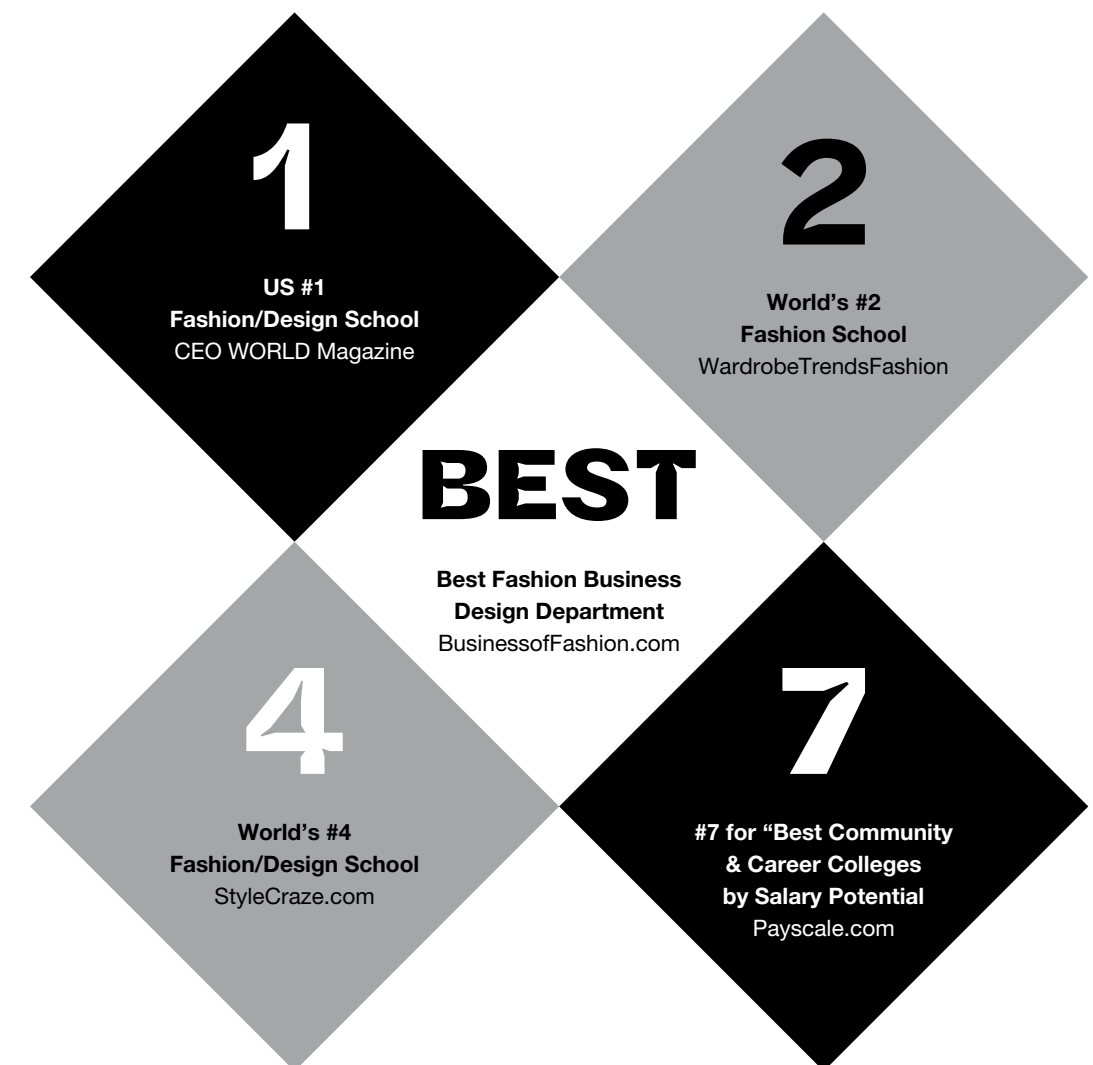 1
US #1
Fashion/Design School
CEO WORLD Magazine
2
World’s #2
Fashion School
WardrobeTrendsFashion
BEST
Best Fashion Business
Design Department
BusinessofFashion.com
4
World’s #4
Fashion/Design School
StyleCraze.com
7
#7 for “Best Community
& Career Colleges
by Salary Potential
Payscale.com